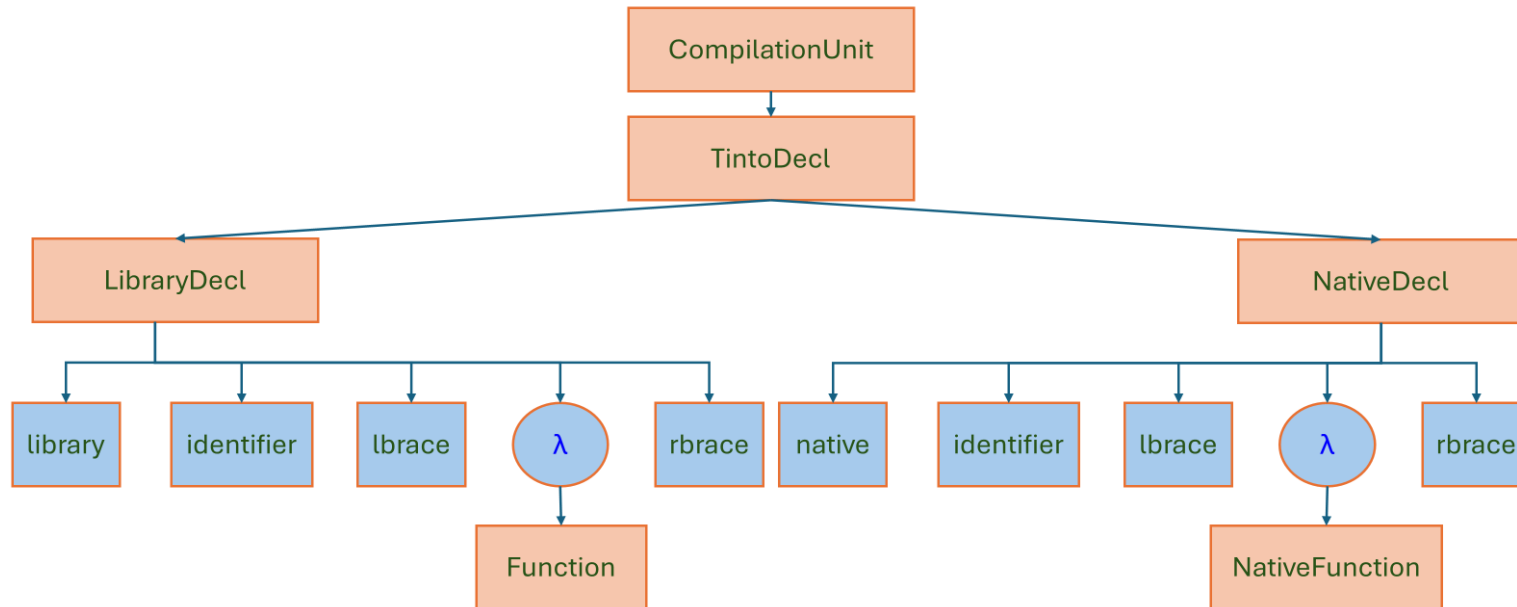 CompilationUnit
TintoDecl
LibraryDecl
NativeDecl
library
identifier
lbrace
λ
rbrace
native
identifier
lbrace
λ
rbrace
Function
NativeFunction